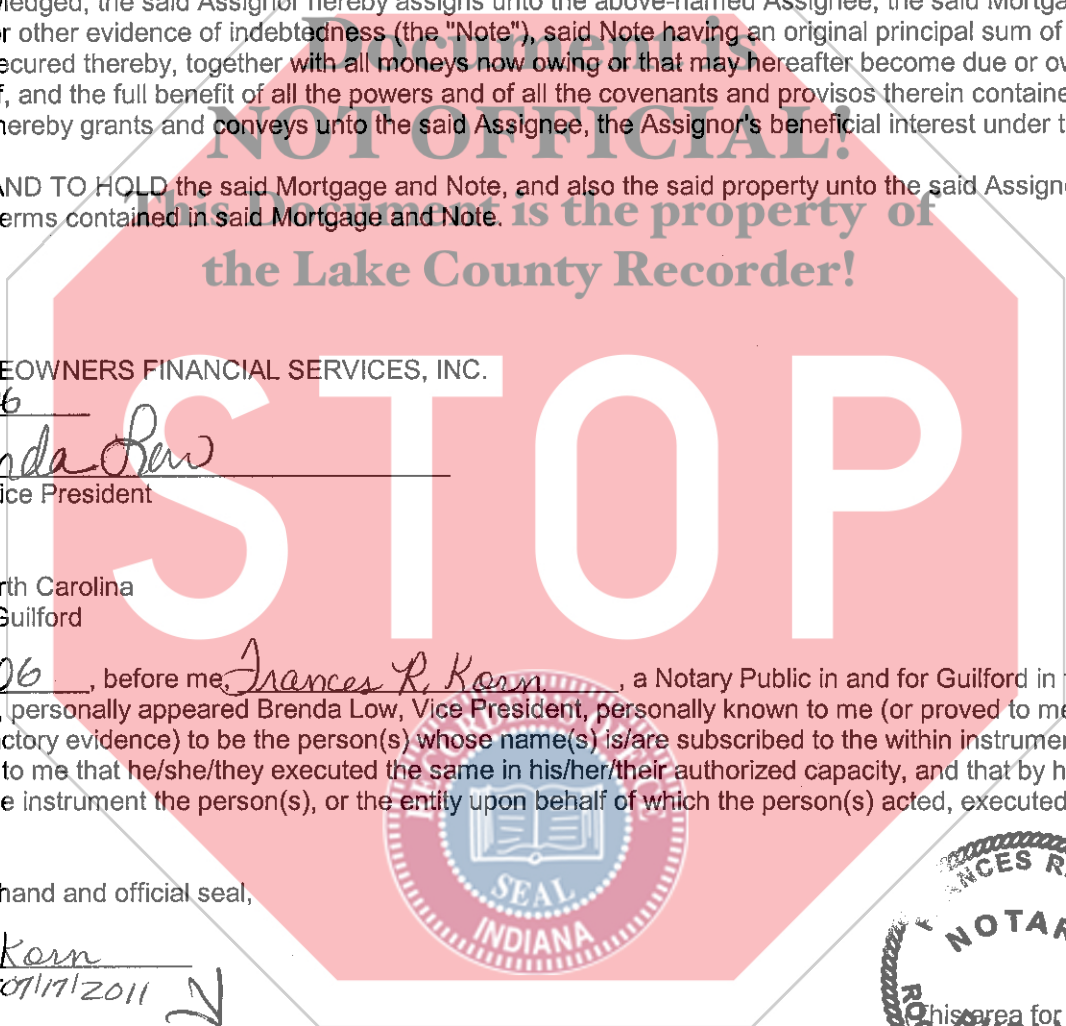 ledged, the said Assignor hereby assigns unto the above-named Assignee, the said Mortga
r other evidence of indebtedness (the "Note"), said Note having an original principal sum of
ecured thereby, together with all moneys now owing or that may hereafter become due or ow
f, and the full benefit of all the powers and of all the covenants and provisos therein containe
hereby grants and conveys unto the said Assignee, the Assignor's beneficial interest under t
AND TO HOLD the said Mortgage and Note, and also the said property unto the said Assigne
erms contained in said Mortgage and Note.
Document is
NOT OFFICIAL!
This Document is the property of
the Lake County Recorder!
STOP
EOWNERS FINANCIAL SERVICES, INC.
6
nda Low
ice President
rth Carolina
Guilford
06, before me, Frances R. Korn, a Notary Public in and for Guilford in
, personally appeared Brenda Low, Vice President, personally known to me (or proved to me
ctory evidence) to be the person(s) whose name(s) is/are subscribed to the within instrumen
to me that he/she/they executed the same in his/her/their authorized capacity, and that by h
e instrument the person(s), or the entity upon behalf of which the person(s) acted, executed
SEAL
INDIANA
hand and official seal,
Korn
07/17/2011
ANCES R
NOTAR
This area for